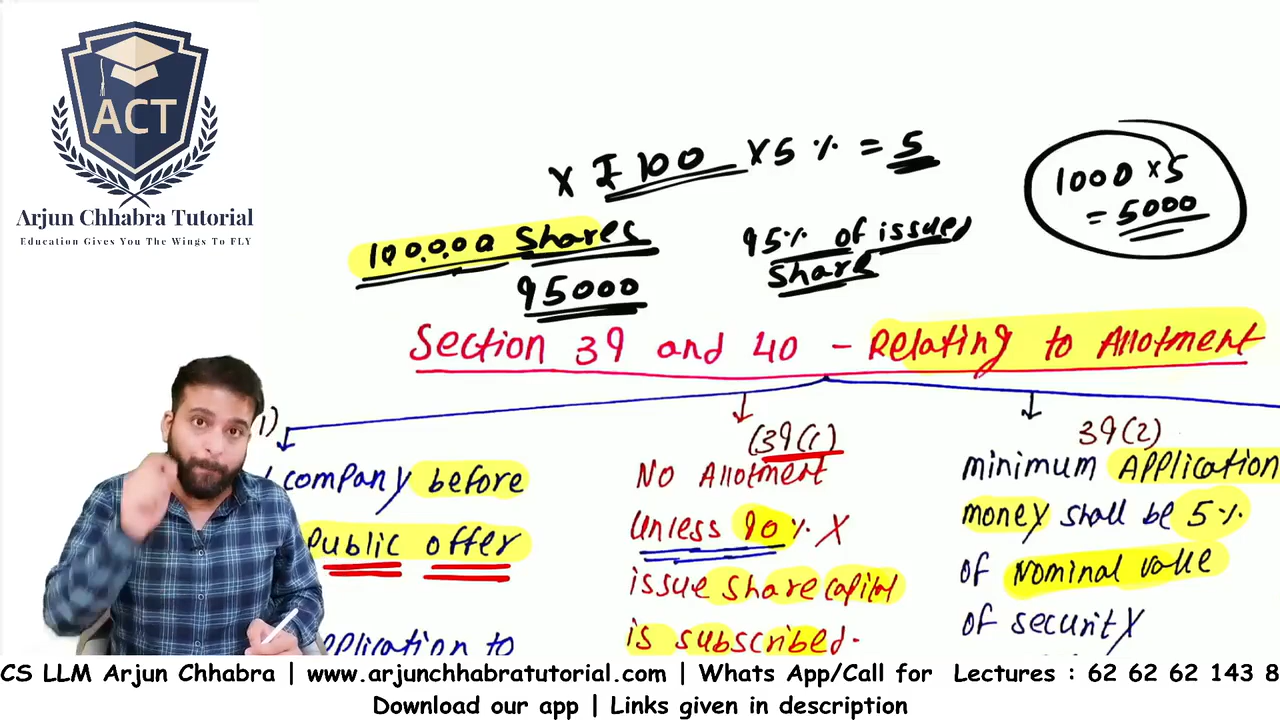 ACT
Arjun Chhabra Tutorial
Education Gives You The Wings To FLY
X ₹100 X 5 % = 5
1000 x 5
= 5000
100,000 Shares
95000
95% of issued
Share
Section 39 and 40 - Relating to Allotment
1)
company before
Public offer
pplication to
(39(1)
No Allotment
Unless 90% X
issue share capital
is subscribed.
39(2)
minimum Application
money shall be 5%
of Nominal value
of security
CS LLM Arjun Chhabra | www.arjunchhabratutorial.com | Whats App/Call for Lectures : 62 62 62 143 8
Download our app | Links given in description